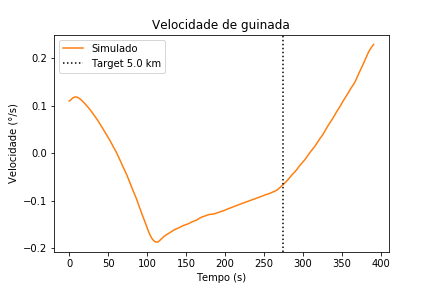 Velocidade de guinada
Simulado
Target 5.0 km
Velocidade (°/s)
0.2
0.1
0.0
−0.1
−0.2
0 50 100 150 200 250 300 350 400
Tempo (s)